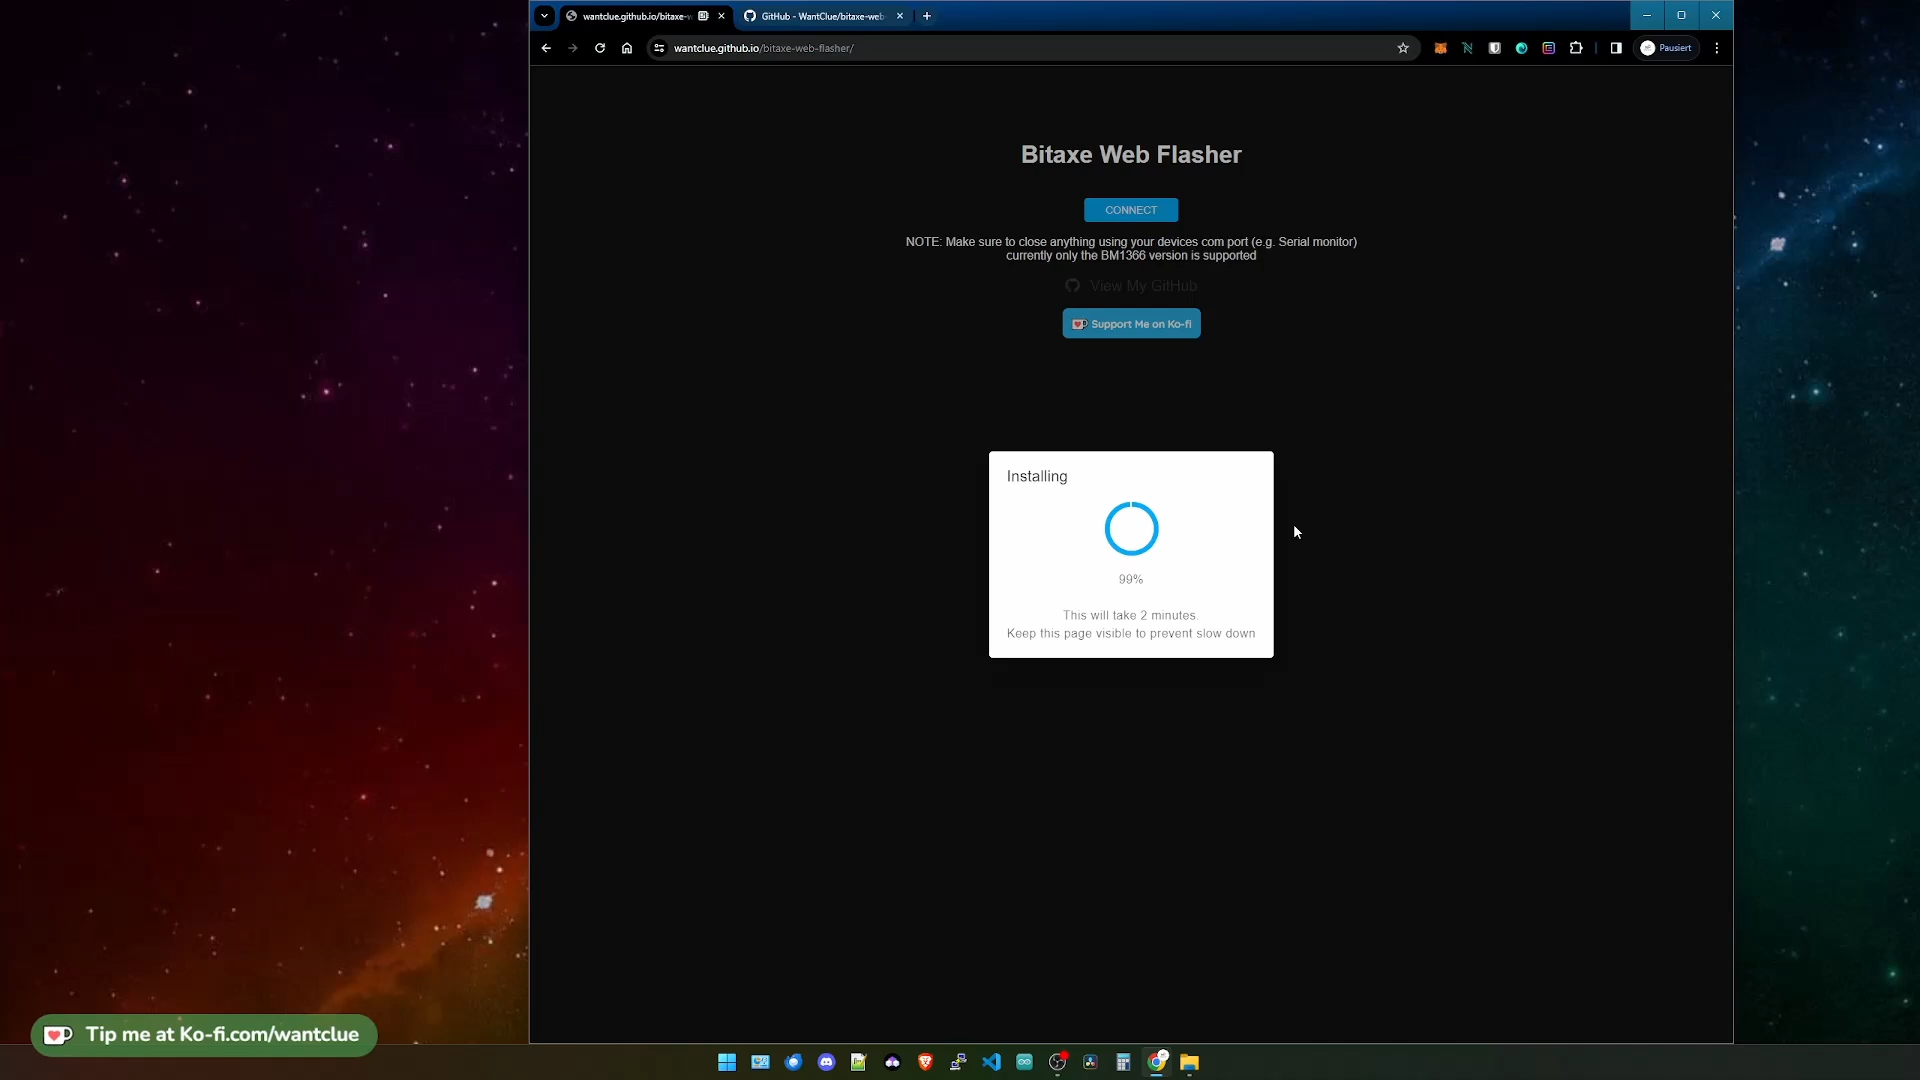 wantclue.github.io/bitaxe-w
GitHub - WantClue/bitaxe-web-
wantclue.github.io/bitaxe-web-flasher/
Pausiert
Bitaxe Web Flasher
CONNECT
NOTE: Make sure to close anything using your devices com port (e.g. Serial monitor)
currently only the BM1366 version is supported
View My GitHub
Support Me on Ko-fi
Installing
99%
This will take 2 minutes.
Keep this page visible to prevent slow down
Tip me at Ko-fi.com/wantclue